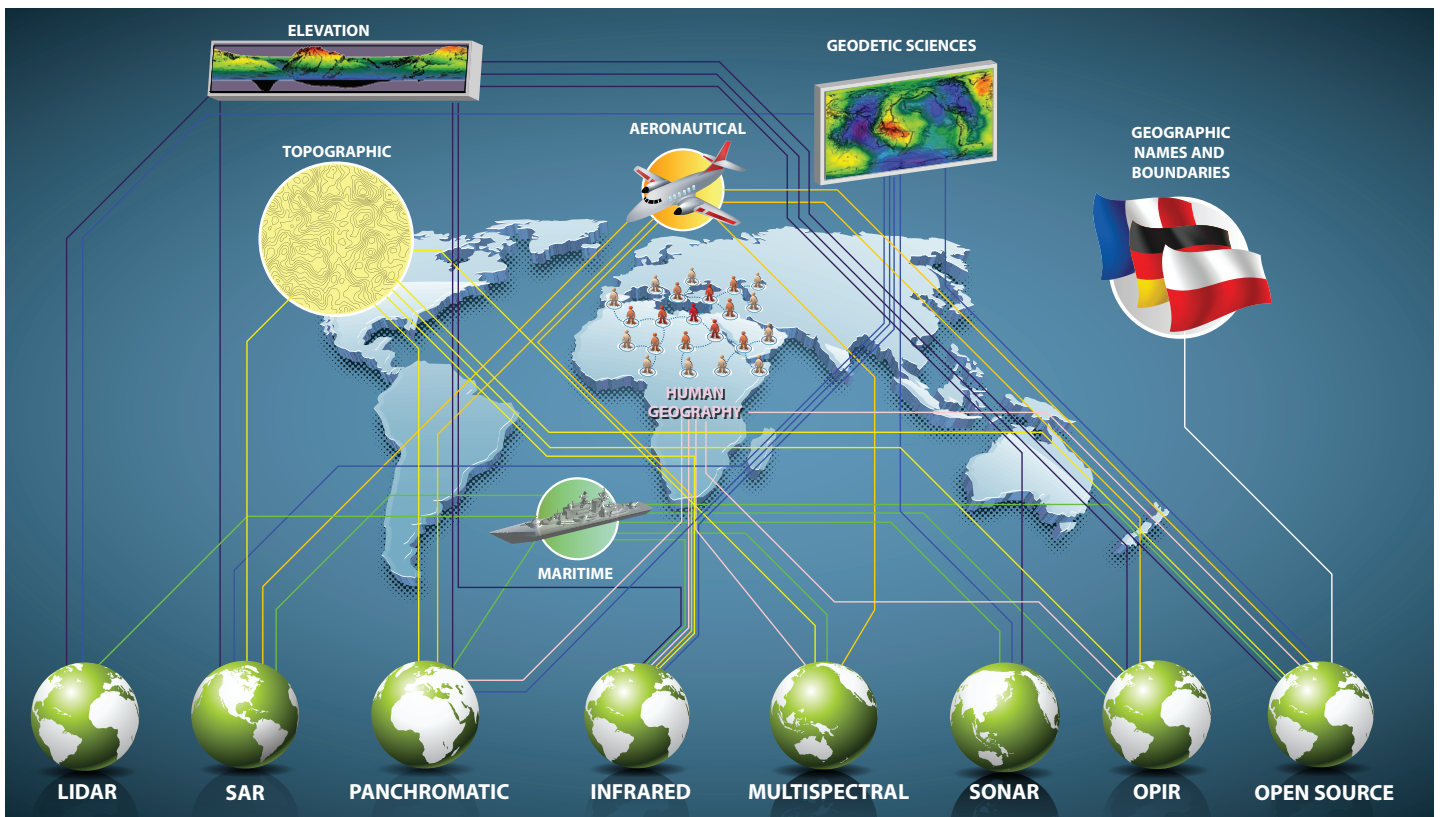 ELEVATION
GEODETIC SCIENCES
AERONAUTICAL
GEOGRAPHIC
NAMES AND
BOUNDARIES
TOPOGRAPHIC
HUMAN
GEOGRAPHY
MARITIME
LIDAR
SAR
PANCHROMATIC
INFRARED
MULTISPECTRAL
SONAR
OPIR
OPEN SOURCE